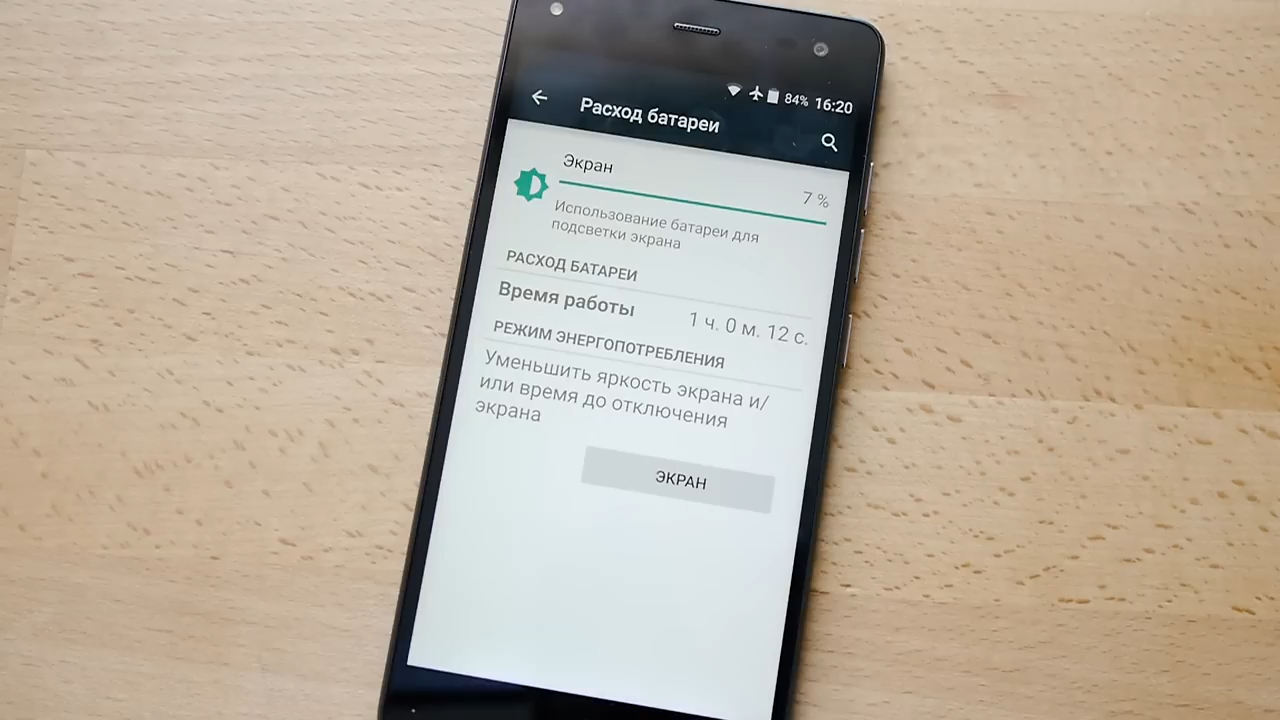 84% 16:20
Расход батареи
Экран
7 %
Использование батареи для
подсветки экрана
РАСХОД БАТАРЕИ
Время работы 1 ч. 0 м. 12 с.
РЕЖИМ ЭНЕРГОПОТРЕБЛЕНИЯ
Уменьшить яркость экрана и/
или время до отключения
экрана
ЭКРАН